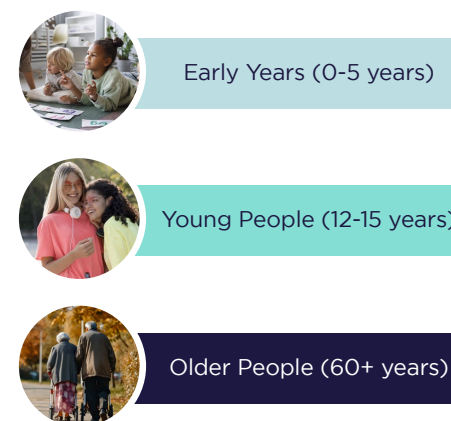 Early Years (0-5 years)
Young People (12-15 years)
Older People (60+ years)